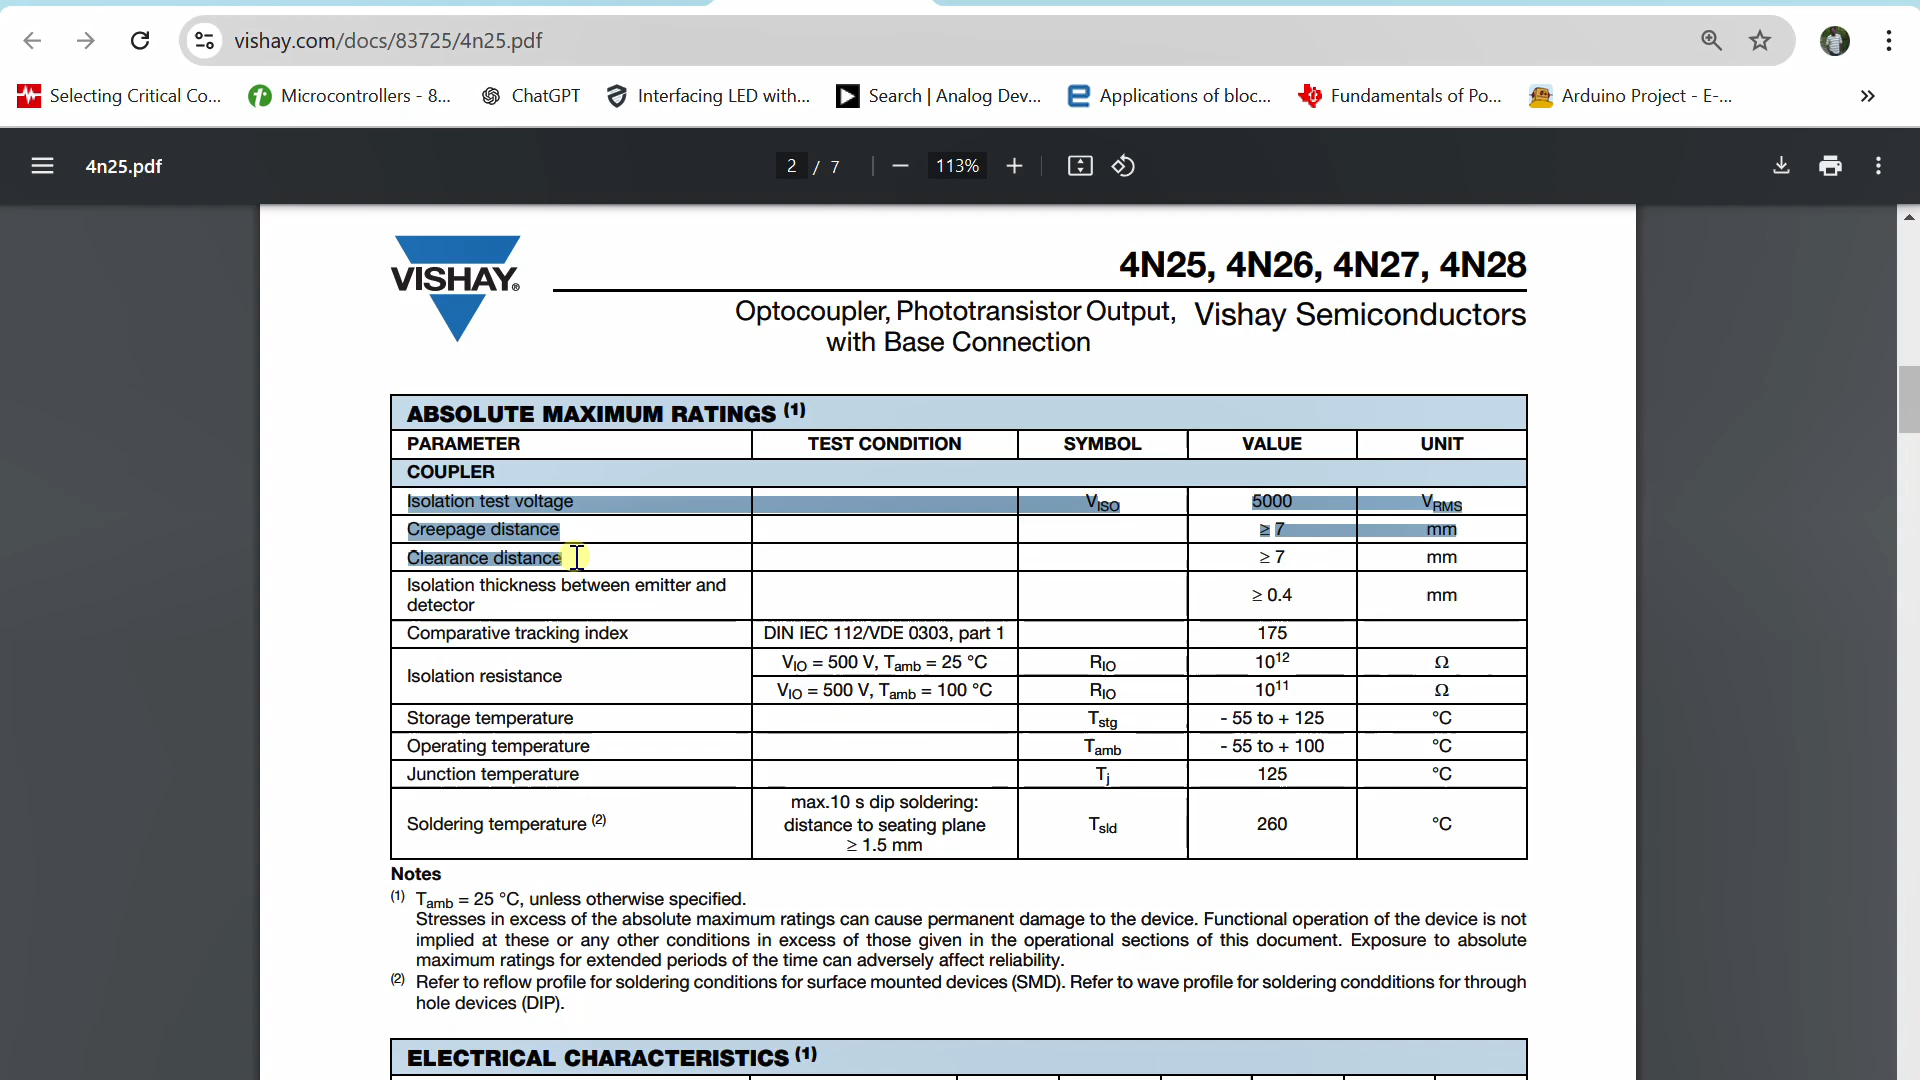 vishay.com/docs/83725/4n25.pdf
Selecting Critical Co... Microcontrollers - 8... ChatGPT Interfacing LED with... Search | Analog Dev... Applications of bloc... Fundamentals of Po... Arduino Project - E-... »
4n25.pdf 2 / 7 113%
VISHAY®
4N25, 4N26, 4N27, 4N28
Optocoupler, Phototransistor Output, Vishay Semiconductors
with Base Connection
ABSOLUTE MAXIMUM RATINGS (1)
PARAMETER TEST CONDITION SYMBOL VALUE UNIT
COUPLER
Isolation test voltage VISO 5000 VRMS
Creepage distance ≥ 7 mm
Clearance distance ≥ 7 mm
Isolation thickness between emitter and
detector ≥ 0.4 mm
Comparative tracking index DIN IEC 112/VDE 0303, part 1 175
Isolation resistance VIO = 500 V, Tamb = 25 °C RIO 10¹² Ω
VIO = 500 V, Tamb = 100 °C RIO 10¹¹ Ω
Storage temperature Tstg - 55 to + 125 °C
Operating temperature Tamb - 55 to + 100 °C
Junction temperature Tj 125 °C
Soldering temperature (2) max.10 s dip soldering:
distance to seating plane
≥ 1.5 mm Tsld 260 °C
Notes
(1) Tamb = 25 °C, unless otherwise specified.
Stresses in excess of the absolute maximum ratings can cause permanent damage to the device. Functional operation of the device is not
implied at these or any other conditions in excess of those given in the operational sections of this document. Exposure to absolute
maximum ratings for extended periods of the time can adversely affect reliability.
(2) Refer to reflow profile for soldering conditions for surface mounted devices (SMD). Refer to wave profile for soldering condditions for through
hole devices (DIP).
ELECTRICAL CHARACTERISTICS (1)